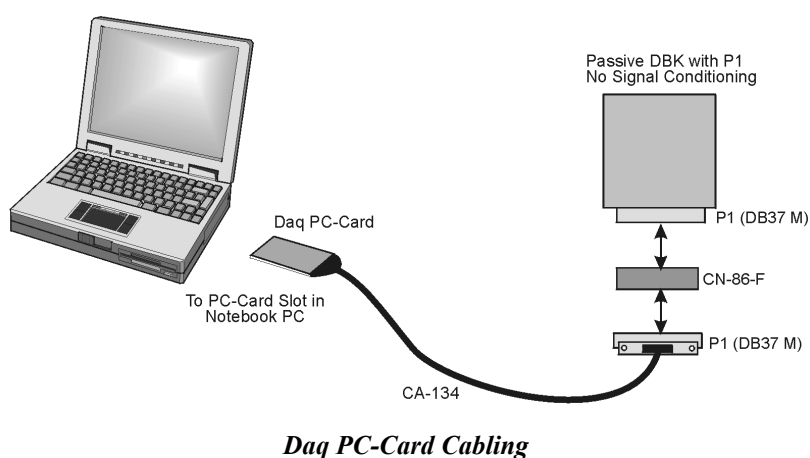 Passive DBK with P1
No Signal Conditioning
P1 (DB37 M)
Daq PC-Card
CN-86-F
To PC-Card Slot in
Notebook PC
P1 (DB37 M)
CA-134
Daq PC-Card Cabling